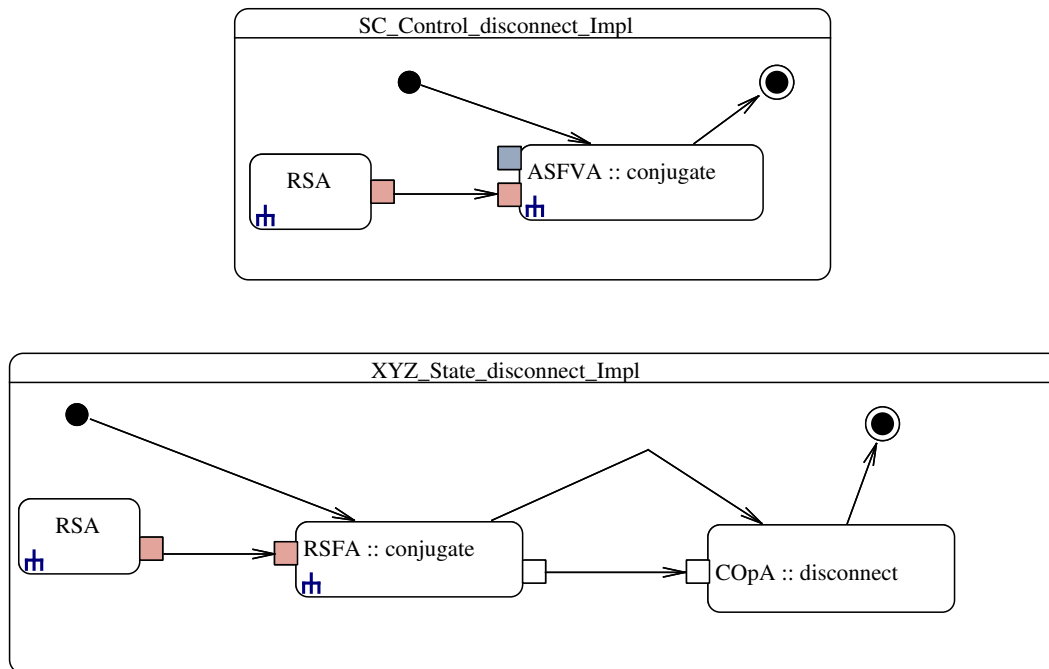 SC_Control_disconnect_Impl
RSA
ASFVA :: conjugate
XYZ_State_disconnect_Impl
RSA
RSFA :: conjugate
COpA :: disconnect